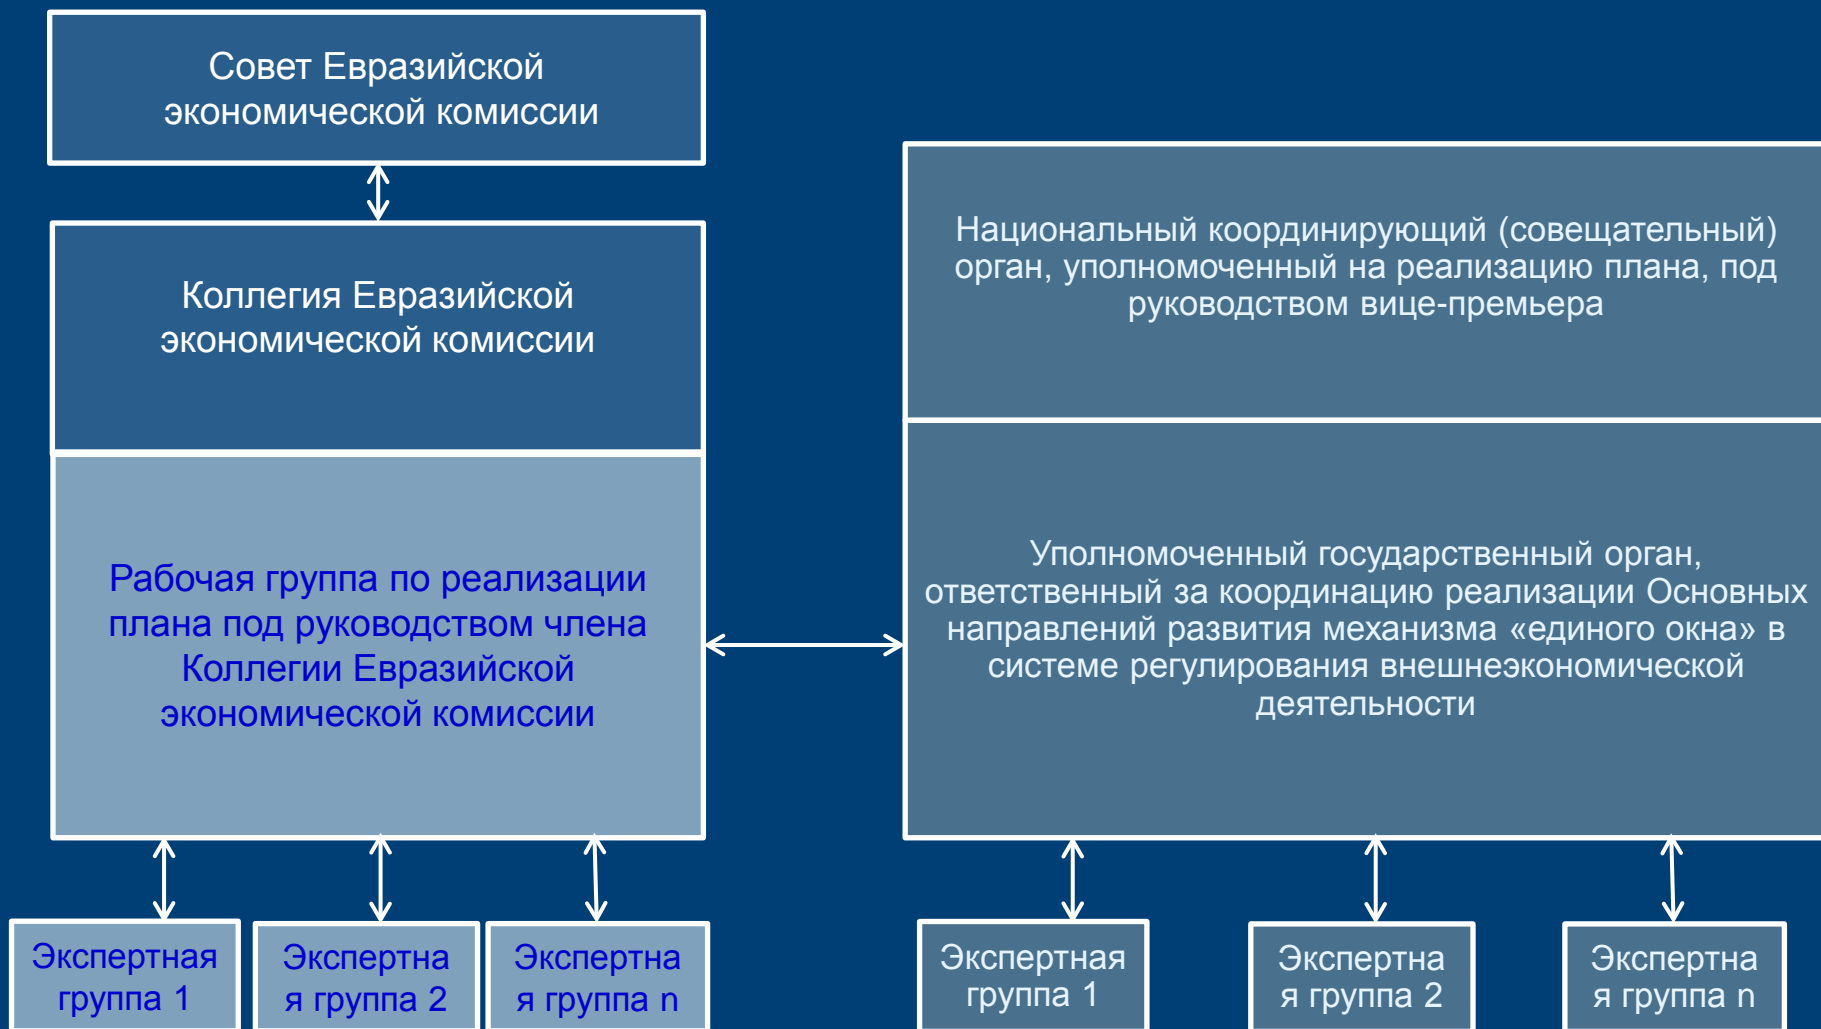 Совет Евразийской
экономической комиссии
Коллегия Евразийской
экономической комиссии
Рабочая группа по реализации
плана под руководством члена
Коллегии Евразийской
экономической комиссии
Экспертная
группа 1
Экспертна
я группа 2
Экспертна
я группа n
Национальный координирующий (совещательный)
орган, уполномоченный на реализацию плана, под
руководством вице-премьера
Уполномоченный государственный орган,
ответственный за координацию реализации Основных
направлений развития механизма «единого окна» в
системе регулирования внешнеэкономической
деятельности
Экспертная
группа 1
Экспертна
я группа 2
Экспертна
я группа n